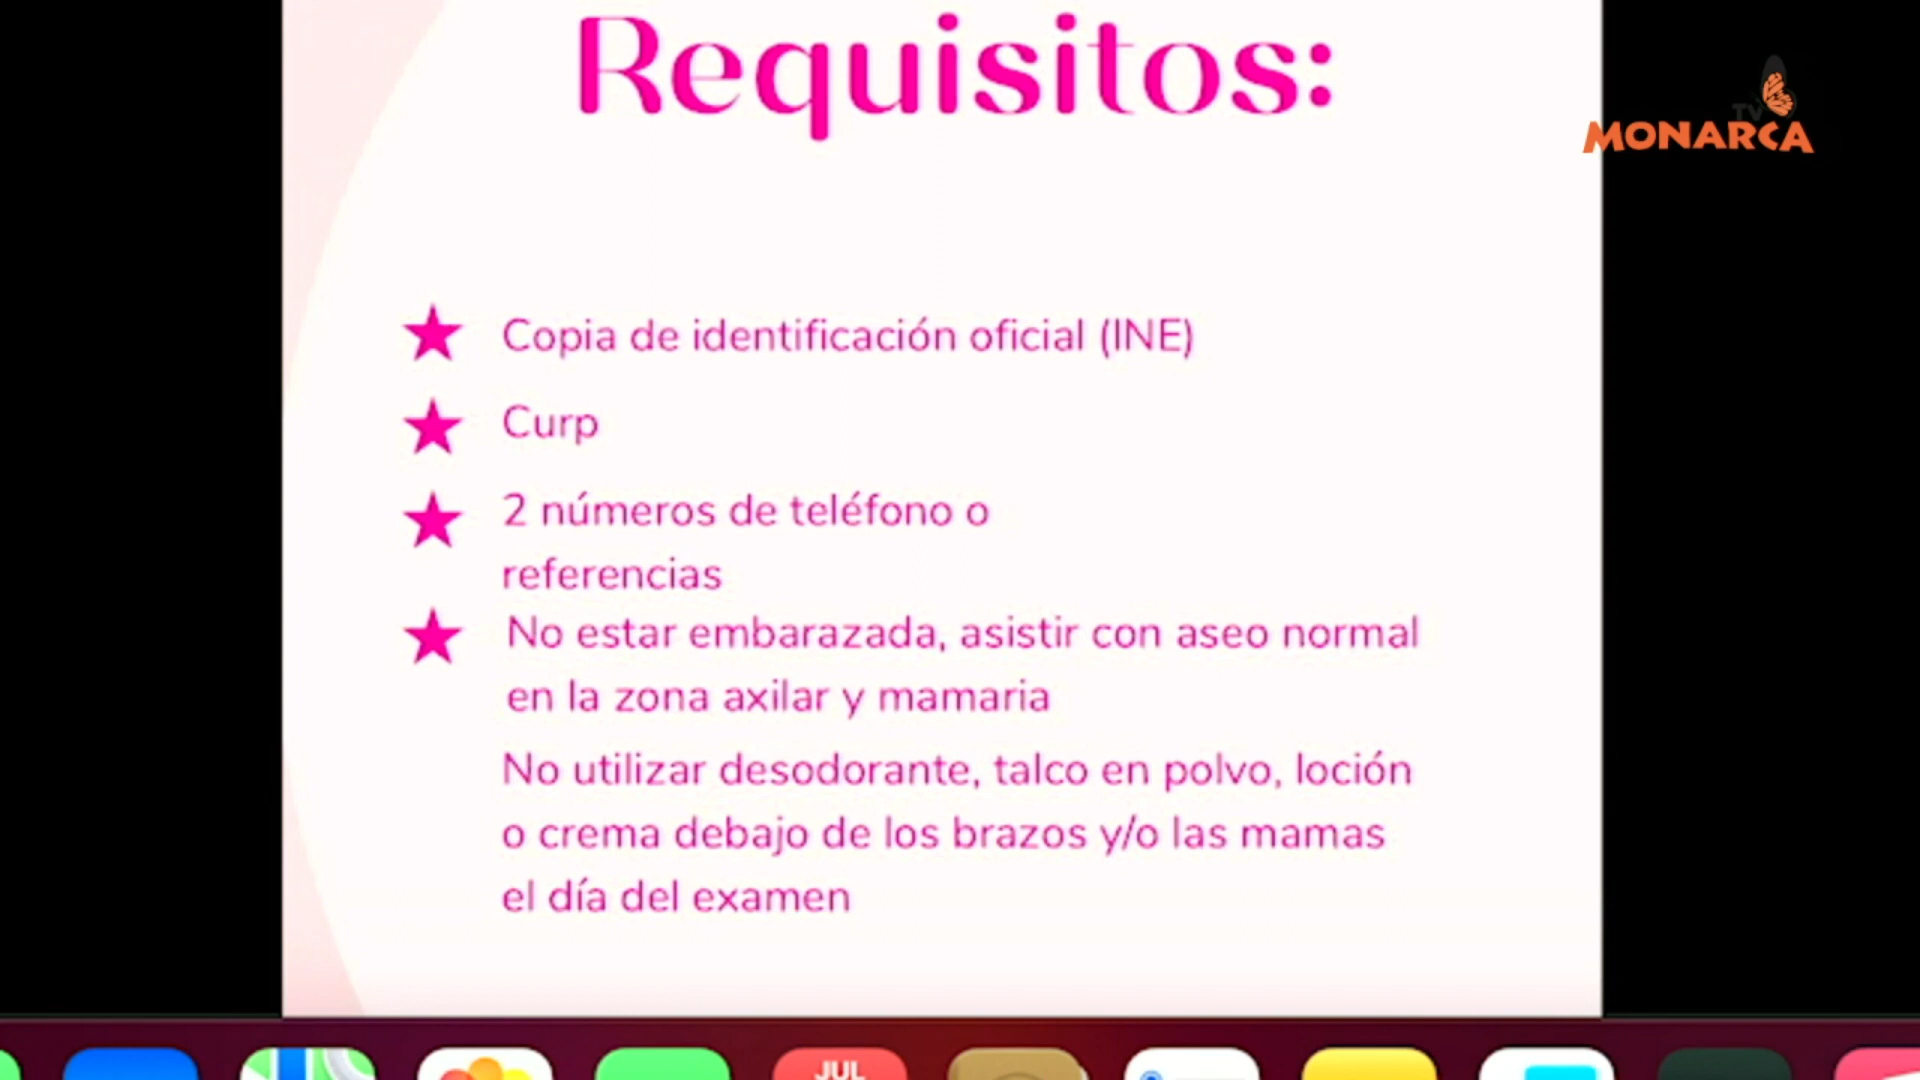 Requisitos:
TV
MONARCA
Copia de identificación oficial (INE)
Curp
2 números de teléfono o
referencias
No estar embarazada, asistir con aseo normal
en la zona axilar y mamaria
No utilizar desodorante, talco en polvo, loción
o crema debajo de los brazos y/o las mamas
el día del examen
JUL